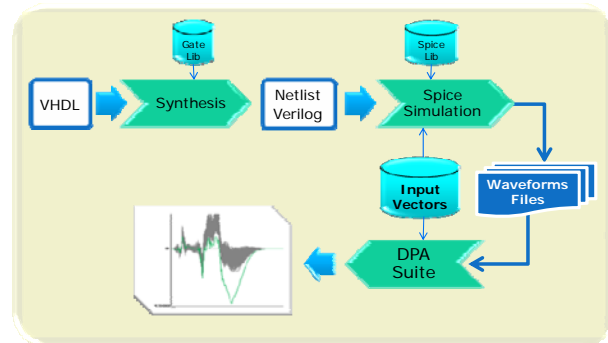 Gate
Lib
Spice
Lib
VHDL
Synthesis
Netlist
Verilog
Spice
Simulation
Input
Vectors
Waveforms
Files
DPA
Suite